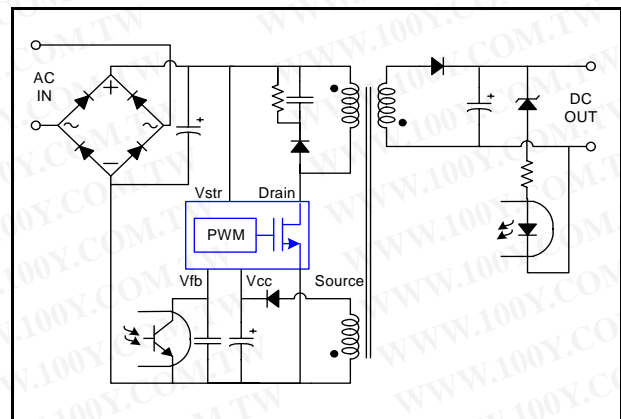 AC
IN
+
~
~
−
+
Vstr
Drain
PWM
Vfb
Vcc
Source
+
+
DC
OUT
WWW.100Y.COM.TW